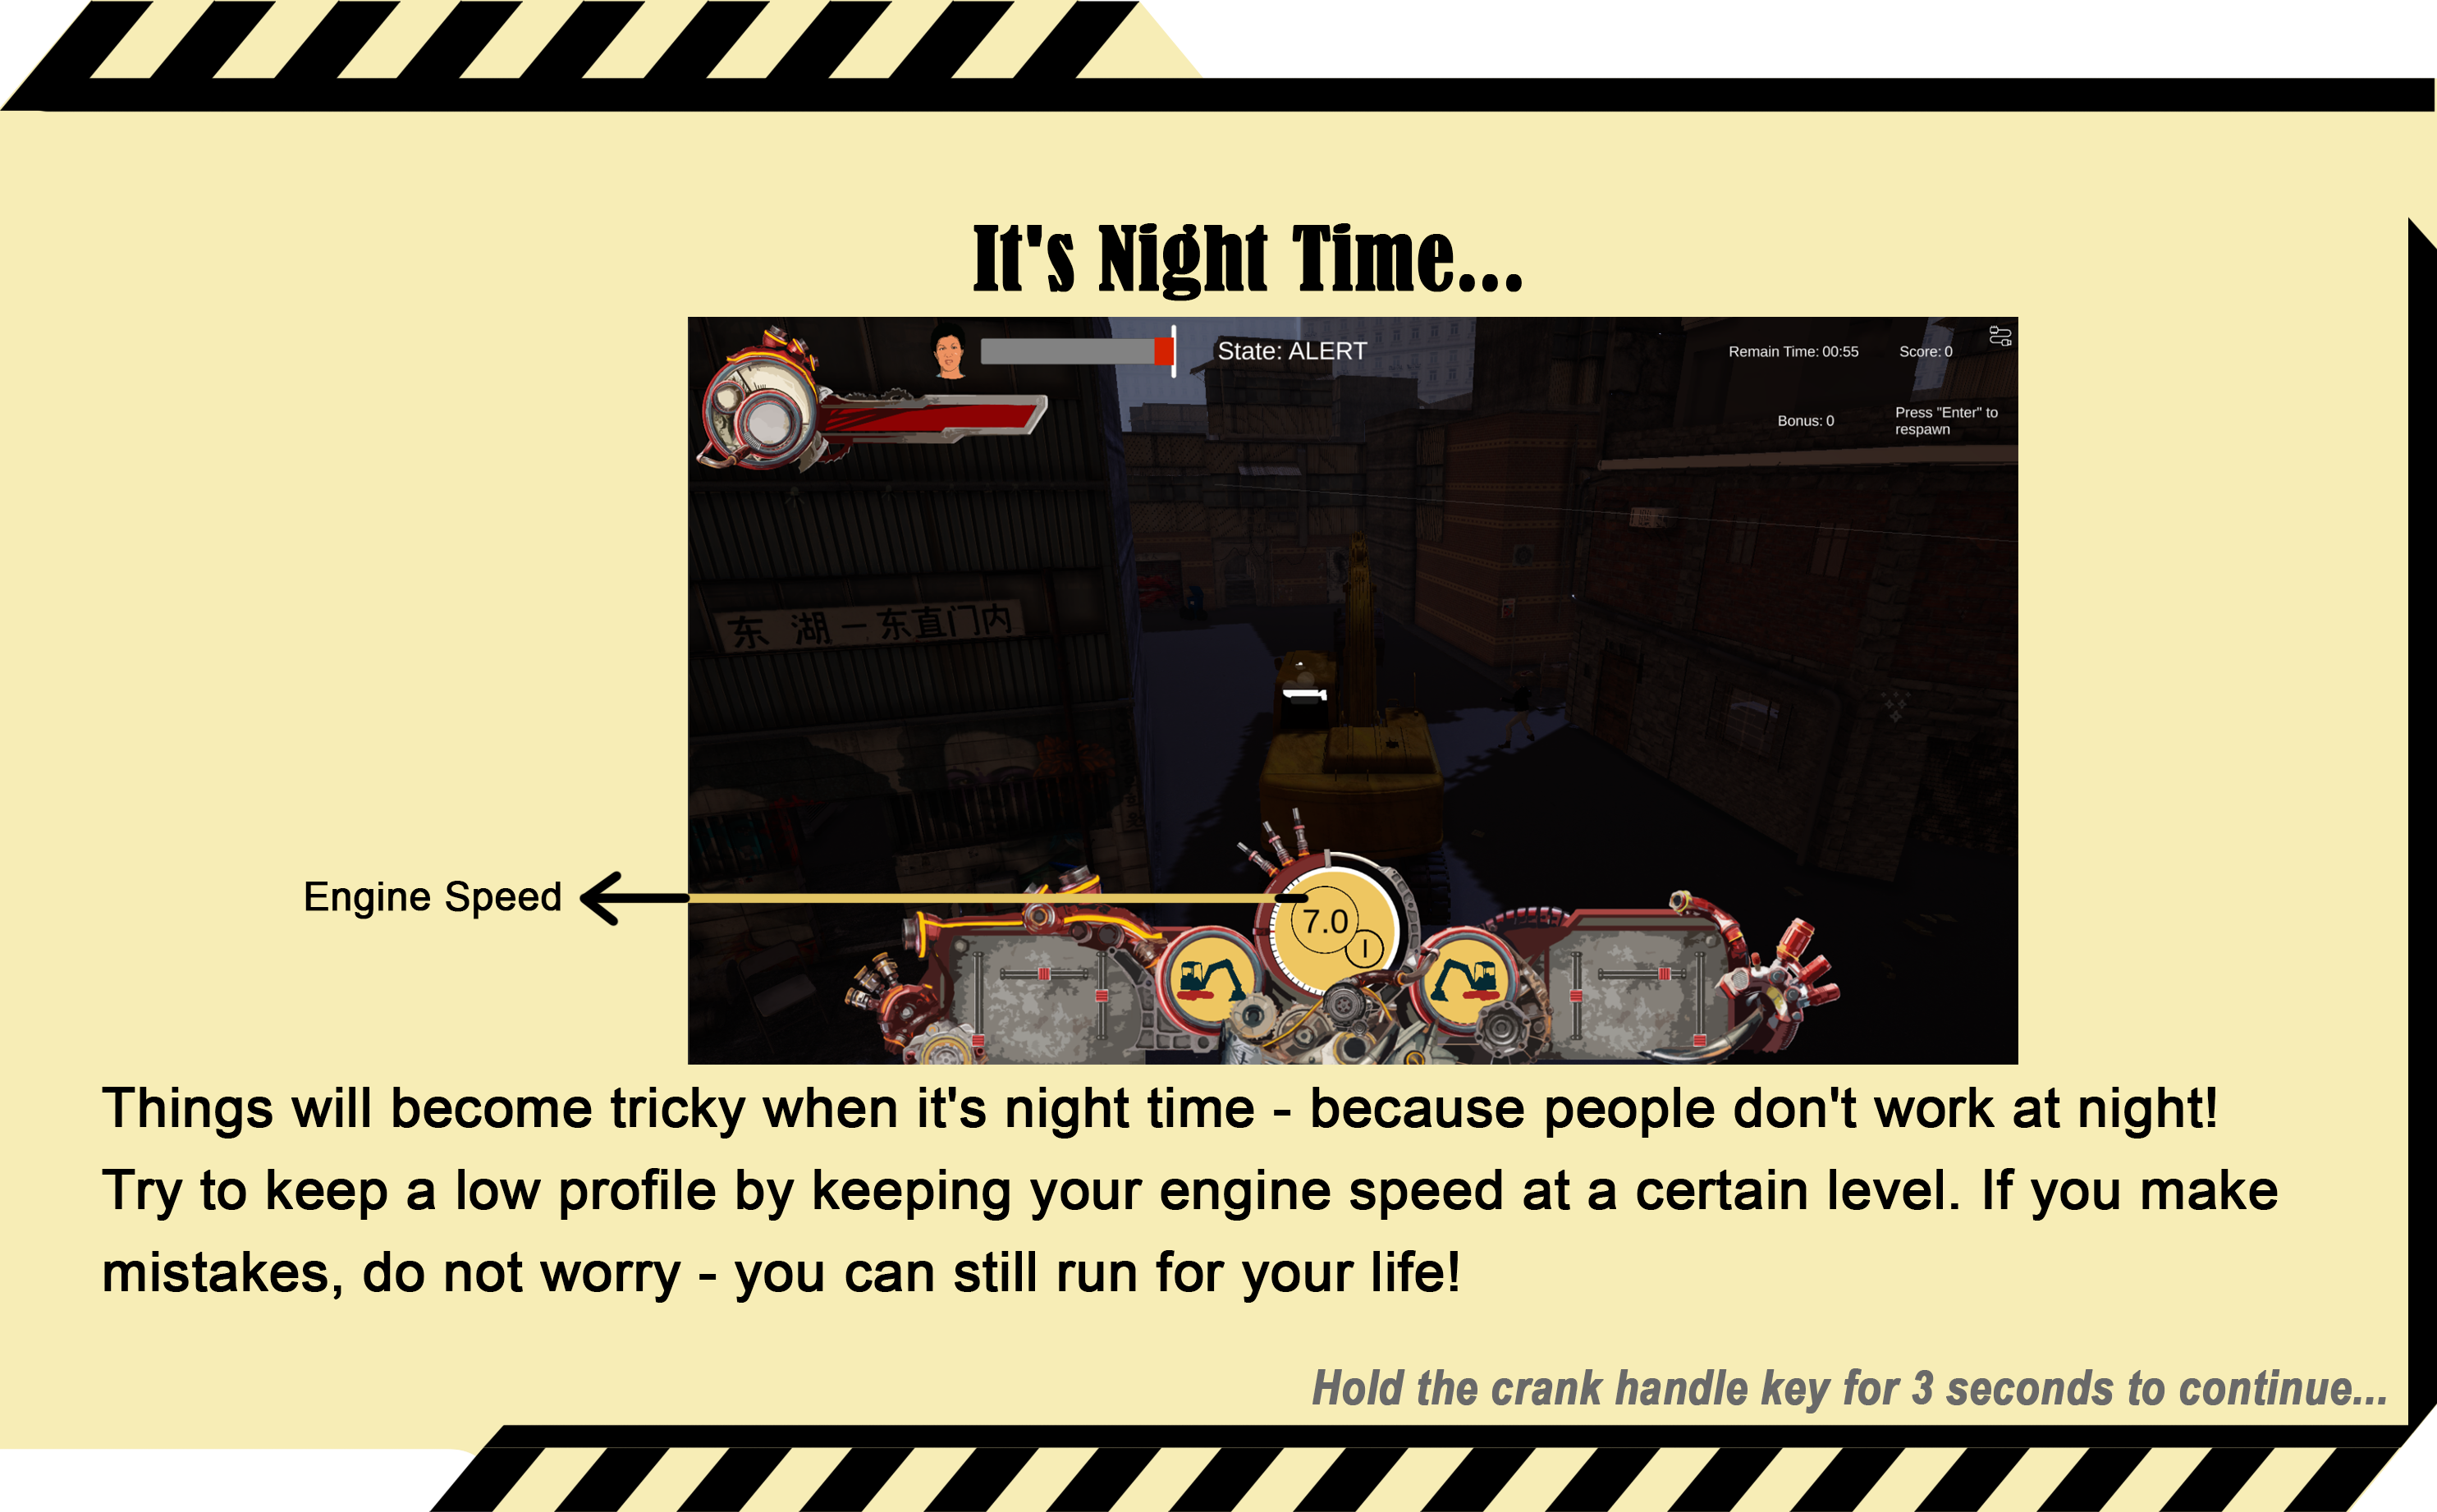 It's Night Time...
State: ALERT
Remain Time: 00:55
Score: 0
Bonus: 0
Press "Enter" to
respawn
东 湖 一 东直门内
Engine Speed
7.0
I
Things will become tricky when it's night time - because people don't work at night!
Try to keep a low profile by keeping your engine speed at a certain level. If you make
mistakes, do not worry - you can still run for your life!
Hold the crank handle key for 3 seconds to continue...